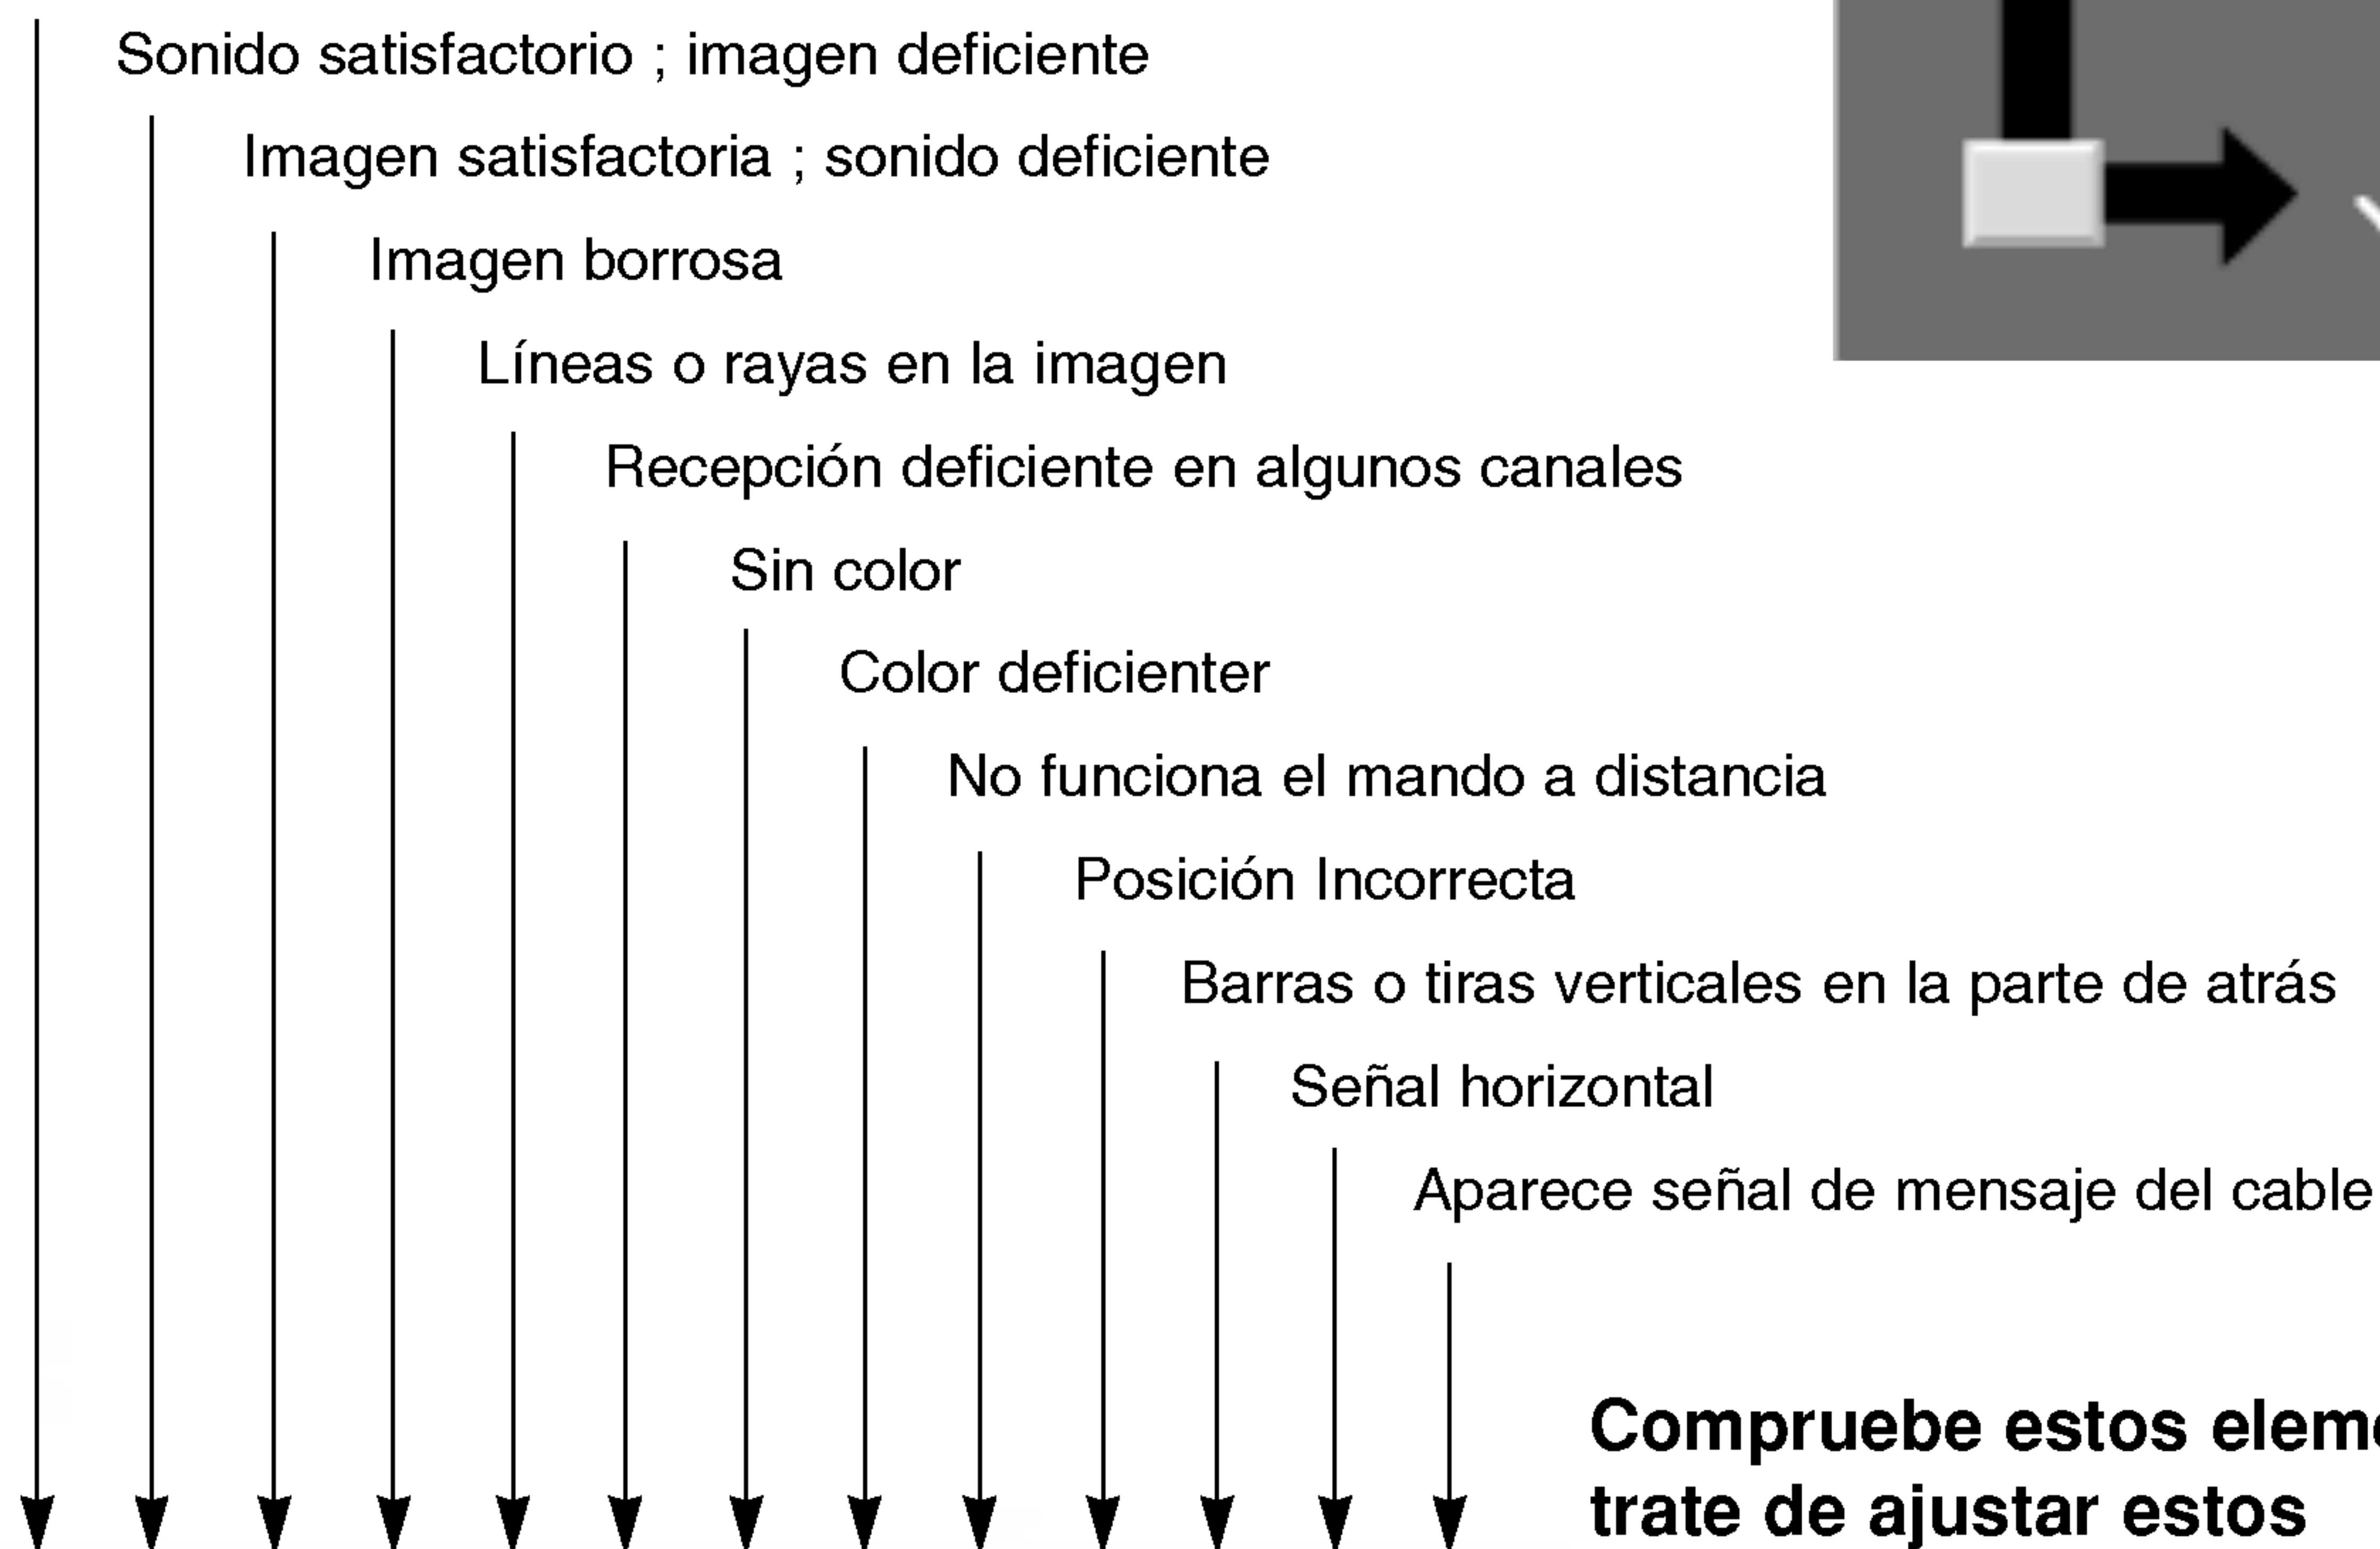 Sonido satisfactorio ; imagen deficiente
Imagen satisfactoria ; sonido deficiente
Imagen borrosa
Líneas o rayas en la imagen
Recepción deficiente en algunos canales
Sin color
Color deficienter
No funciona el mando a distancia
Posición Incorrecta
Barras o tiras verticales en la parte de atrás
Señal horizontal
Aparece señal de mensaje del cable
Compruebe estos
trate de ajustar estos